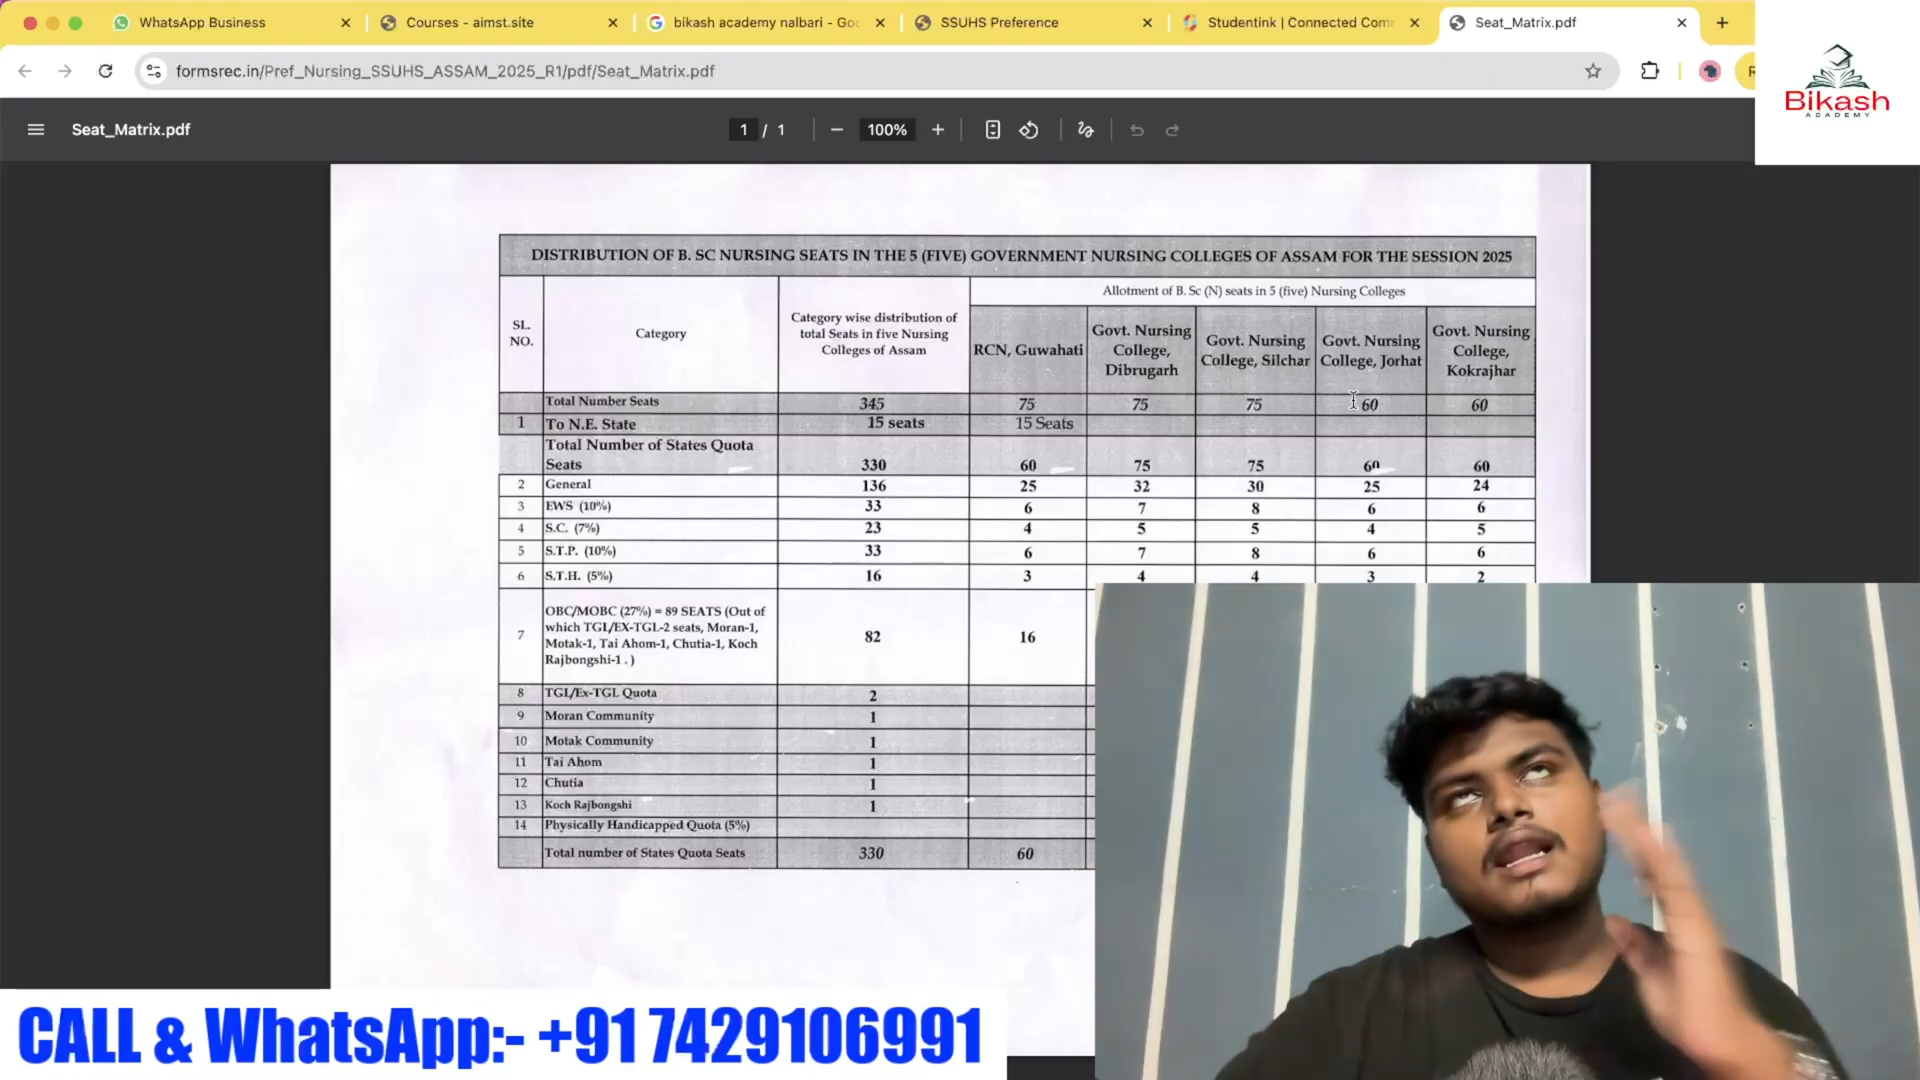 WhatsApp Business
Courses - aimst.site
bikash academy nalbari - Goo
SSUHS Preference
Studentink | Connected Com
Seat_Matrix.pdf
formsrec.in/Pref_Nursing_SSUHS_ASSAM_2025_R1/pdf/Seat_Matrix.pdf
Bikash
ACADEMY
Seat_Matrix.pdf
1 / 1
100%
DISTRIBUTION OF B. SC NURSING SEATS IN THE 5 (FIVE) GOVERNMENT NURSING COLLEGES OF ASSAM FOR THE SESSION 2025
SL. NO.
Category
Category wise distribution of total Seats in five Nursing Colleges of Assam
Allotment of B. Sc (N) seats in 5 (five) Nursing Colleges
RCN, Guwahati
Govt. Nursing College, Dibrugarh
Govt. Nursing College, Silchar
Govt. Nursing College, Jorhat
Govt. Nursing College, Kokrajhar
Total Number Seats 345 75 75 75 60 60
1 To N.E. State 15 seats 15 Seats
Total Number of States Quota
Seats 330 60 75 75 60 60
2 General 136 25 32 30 25 24
3 EWS (10%) 33 6 7 8 6 6
4 S.C. (7%) 23 4 5 5 4 5
5 S.T.P. (10%) 33 6 7 8 6 6
6 S.T.H. (5%) 16 3 4 4 3 2
OBC/MOBC (27%) = 89 SEATS (Out of
which TGL/EX-TGL-2 seats, Moran-1,
7 Motak-1, Tai Ahom-1, Chutia-1, Koch 82 16
Rajbongshi-1 . )
8 TGL/Ex-TGL Quota 2
9 Moran Community 1
10 Motak Community 1
11 Tai Ahom 1
12 Chutia 1
13 Koch Rajbongshi 1
14 Physically Handicapped Quota (5%)
Total number of States Quota Seats 330 60
CALL & WhatsApp:- +91 7429106991